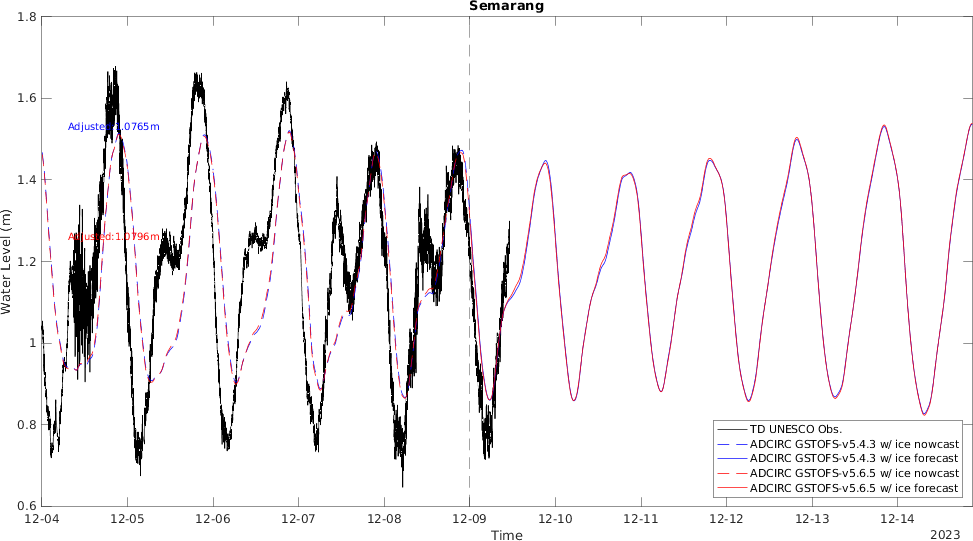 Semarang
Water Level (m)
1.8
1.6
1.4
1.2
1
0.8
0.6
Adjusted:1.0765m
Adjusted:1.0796m
TD UNESCO Obs.
ADCIRC GSTOFS-v5.4.3 w/ ice nowcast
ADCIRC GSTOFS-v5.4.3 w/ ice forecast
ADCIRC GSTOFS-v5.6.5 w/ ice nowcast
ADCIRC GSTOFS-v5.6.5 w/ ice forecast
12-04 12-05 12-06 12-07 12-08 12-09 12-10 12-11 12-12 12-13 12-14
Time
2023